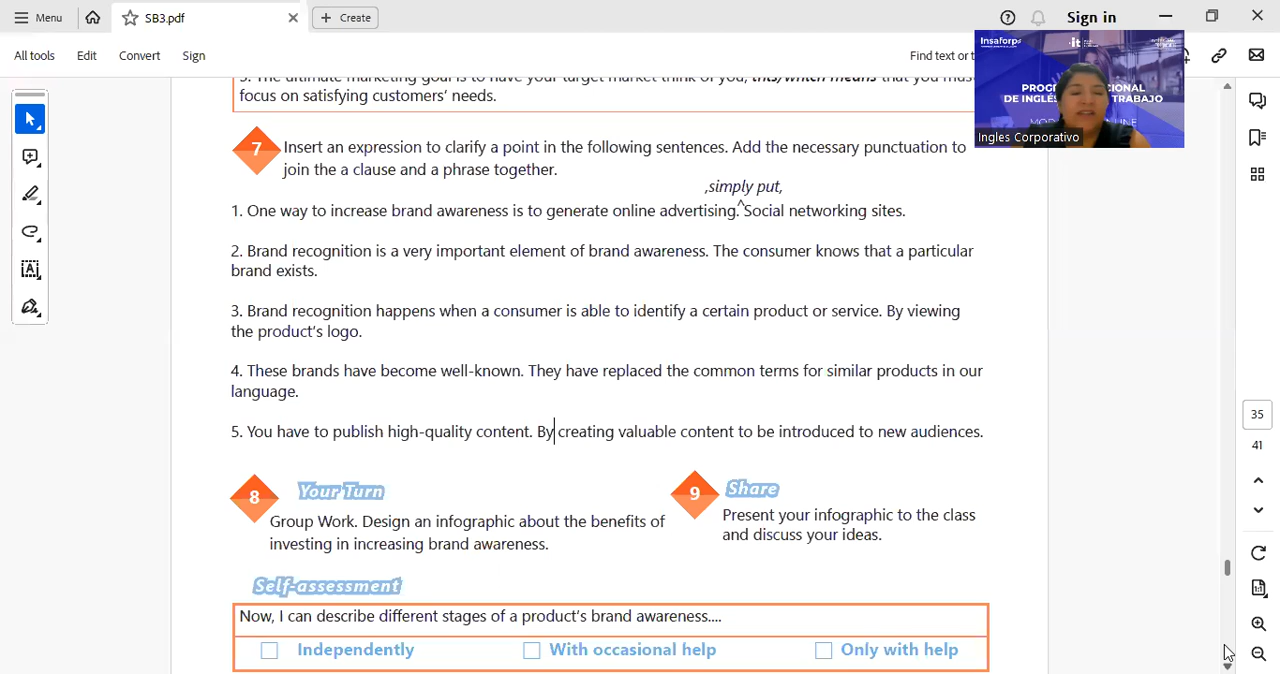 Menu
SB3.pdf
Create
Sign in
All tools
Edit
Convert
Sign
Find text or t
Insaforp
PROG CIONAL
DE INGLÉS TRABAJO
Ingles Corporativo
3. The ultimate marketing goal is to have your target market think of you, this/which means that you must
focus on satisfying customers' needs.
7
Insert an expression to clarify a point in the following sentences. Add the necessary punctuation to
join the a clause and a phrase together.
,simply put,
^
1. One way to increase brand awareness is to generate online advertising. Social networking sites.
2. Brand recognition is a very important element of brand awareness. The consumer knows that a particular
brand exists.
3. Brand recognition happens when a consumer is able to identify a certain product or service. By viewing
the product's logo.
4. These brands have become well-known. They have replaced the common terms for similar products in our
language.
5. You have to publish high-quality content. By creating valuable content to be introduced to new audiences.
8
Your Turn
Group Work. Design an infographic about the benefits of
investing in increasing brand awareness.
9
Share
Present your infographic to the class
and discuss your ideas.
Self-assessment
Now, I can describe different stages of a product's brand awareness....
Independently
With occasional help
Only with help
35
41